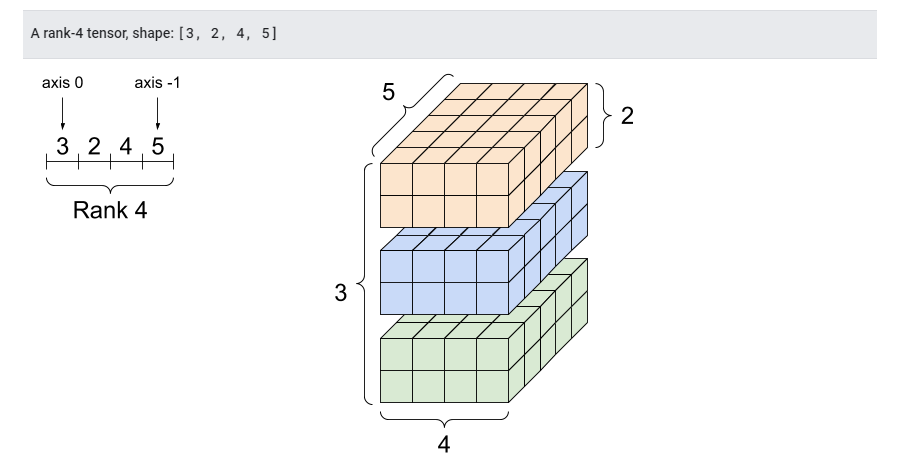 A rank-4 tensor, shape: [3, 2, 4, 5]
axis 0 axis -1
3 2 4 5
Rank 4
5
2
3
4